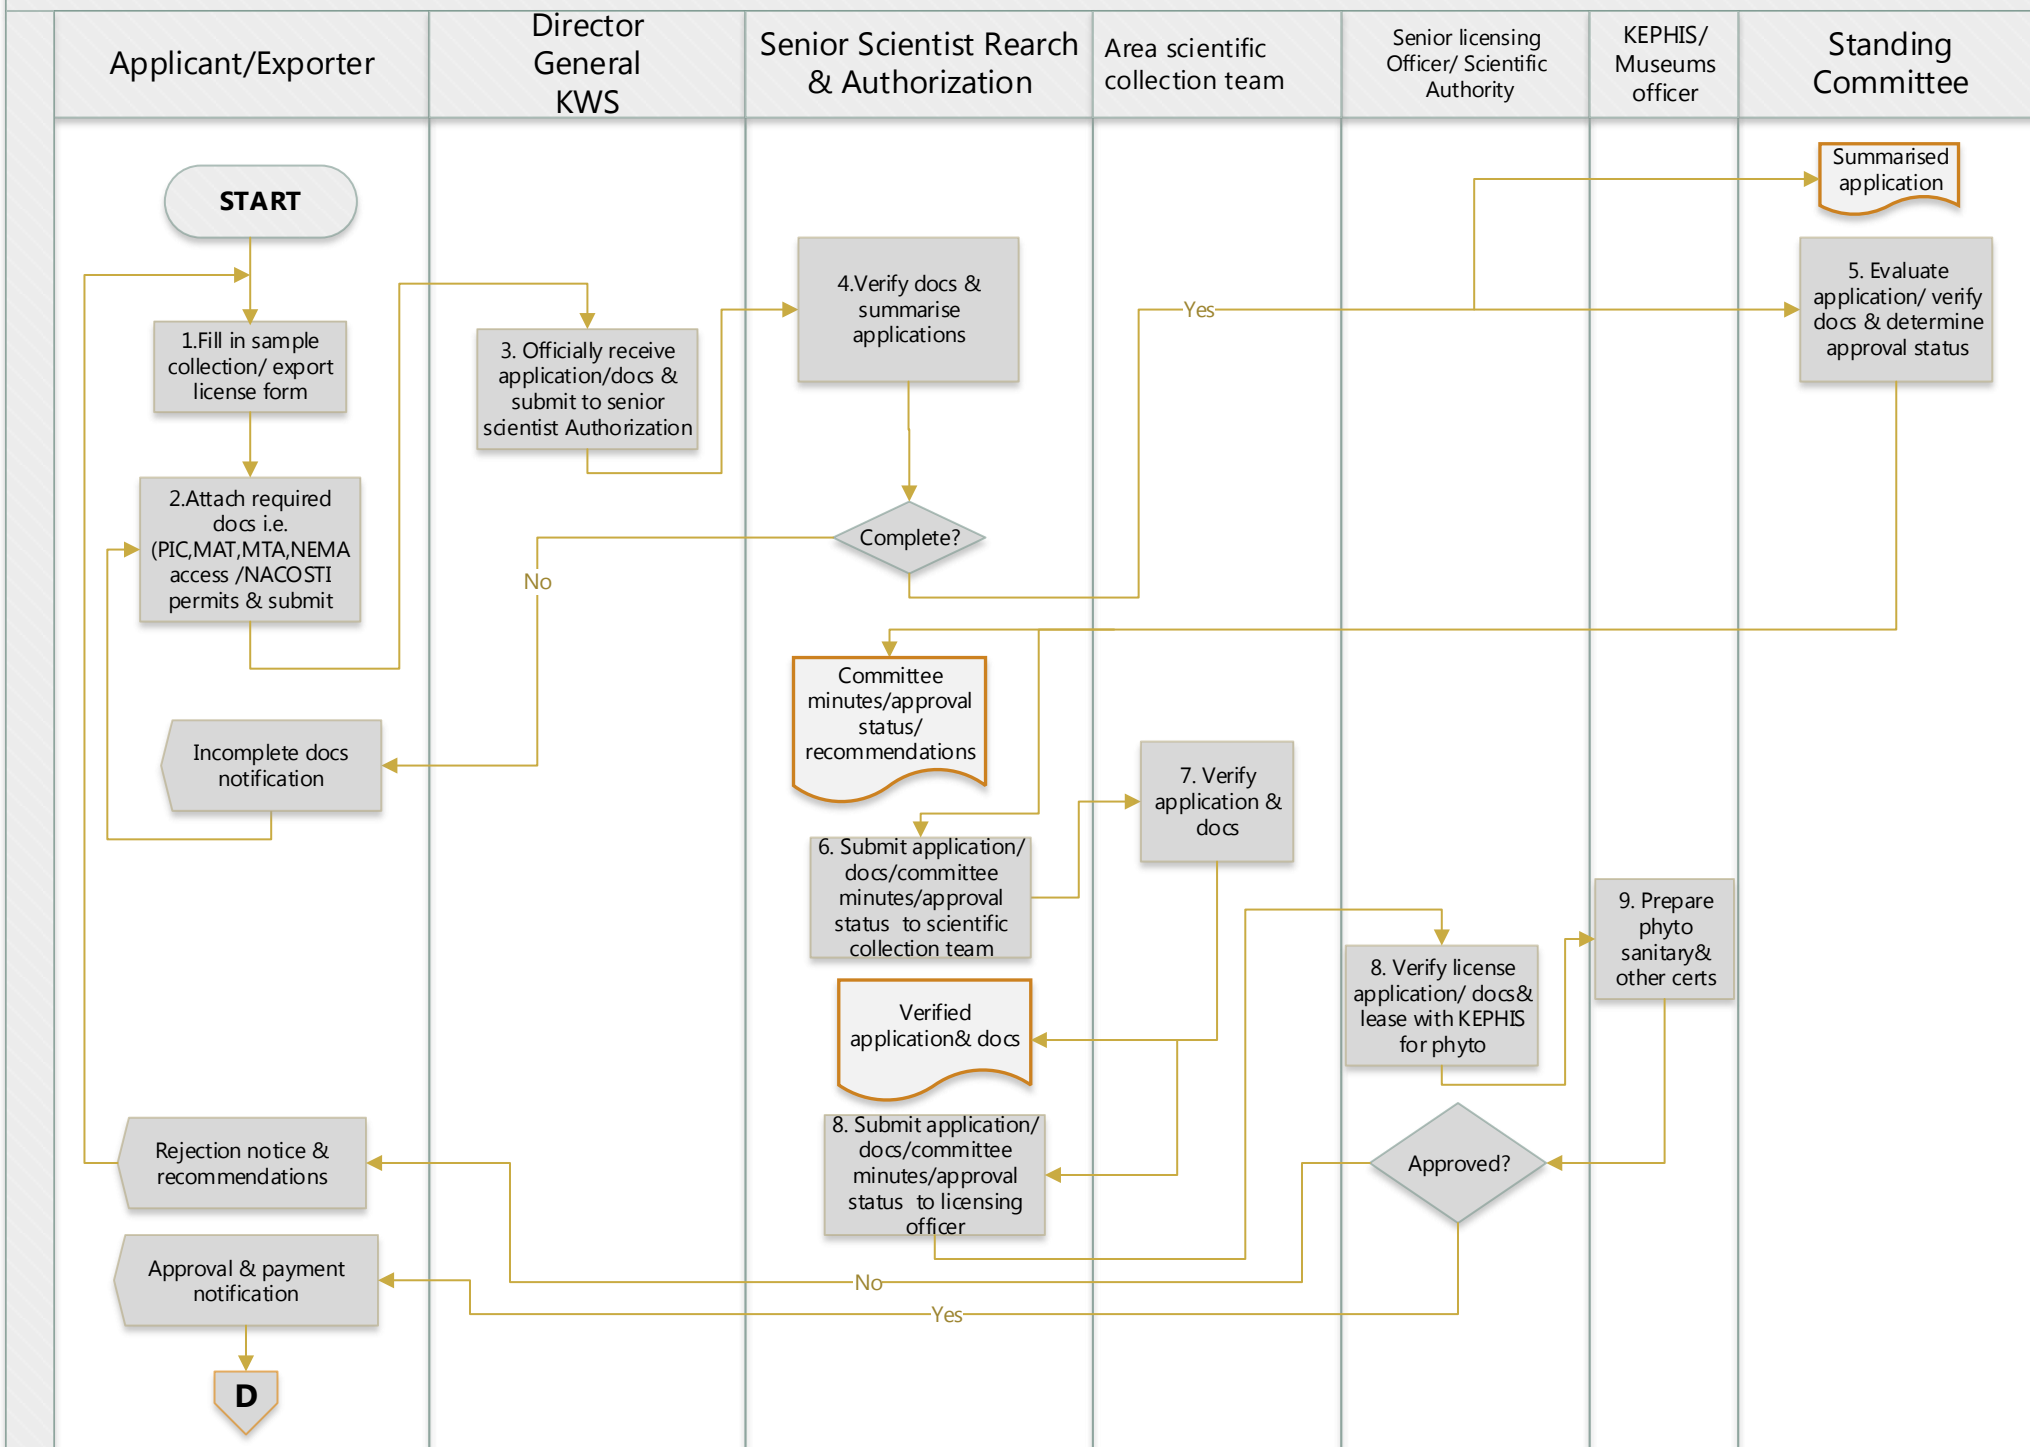 Applicant/Exporter
Director
General
KWS
Senior Scientist Rearch
& Authorization
Area scientific
collection team
Senior licensing
Officer/ Scientific
Authority
KEPHIS/
Museums
officer
Standing
Committee
START
Summarised
application
1.Fill in sample
collection/ export
license form
3. Officially receive
application/docs &
submit to senior
scientist Authorization
4.Verify docs &
summarise
applications
Yes
5. Evaluate
application/ verify
docs & determine
approval status
2.Attach required
docs i.e.
(PIC,MAT,MTA,NEMA
access /NACOSTI
permits & submit
Complete?
No
Committee
minutes/approval
status/
recommendations
Incomplete docs
notification
7. Verify
application &
docs
6. Submit application/
docs/committee
minutes/approval
status  to scientific
collection team
9. Prepare
phyto
sanitary&
other certs
8. Verify license
application/ docs&
lease with KEPHIS
for phyto
Verified
application& docs
8. Submit application/
docs/committee
minutes/approval
status  to licensing
officer
Rejection notice &
recommendations
Approved?
Approval & payment
notification
No
Yes
D